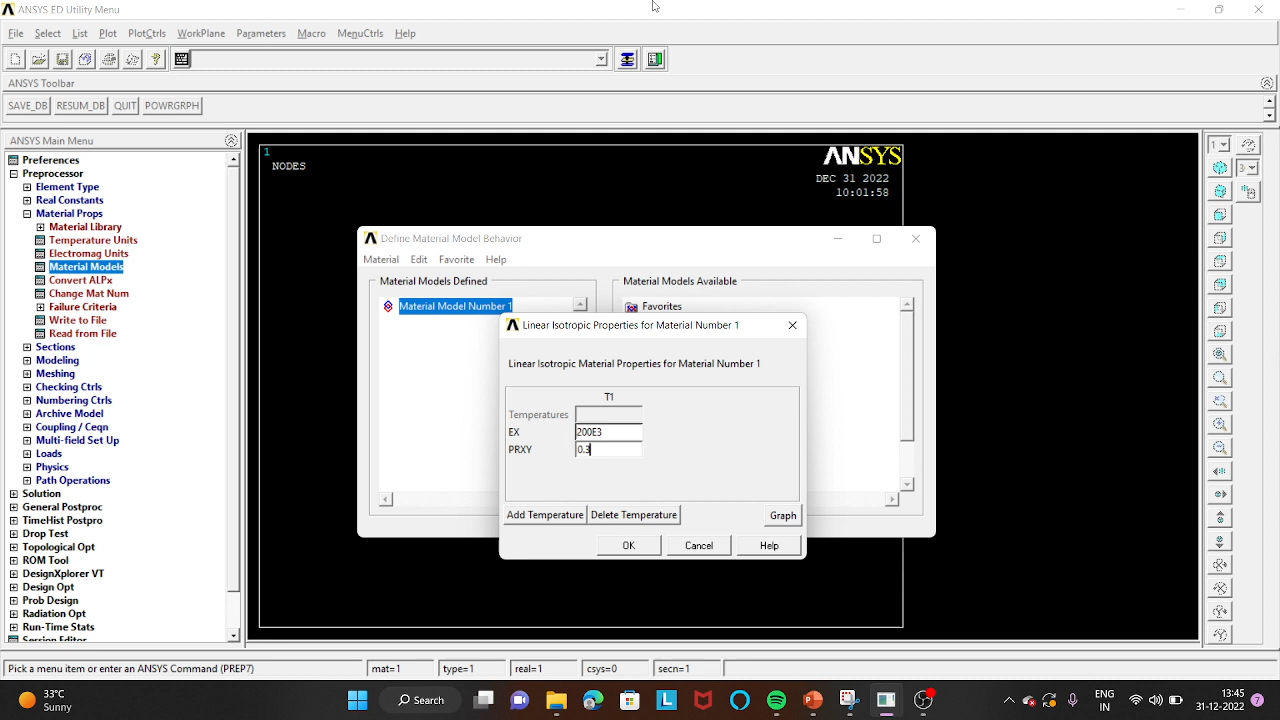 ANSYS ED Utility Menu
File Select List Plot PlotCtrls WorkPlane Parameters Macro MenuCtrls Help
ANSYS Toolbar
SAVE_DB RESUM_DB QUIT POWRGRPH
ANSYS Main Menu
Preferences
Preprocessor
Element Type
Real Constants
Material Props
Material Library
Temperature Units
Electromag Units
Material Models
Convert ALPx
Change Mat Num
Failure Criteria
Write to File
Read from File
Sections
Modeling
Meshing
Checking Ctrls
Numbering Ctrls
Archive Model
Coupling / Ceqn
Multi-field Set Up
Loads
Physics
Path Operations
Solution
General Postproc
TimeHist Postpro
Drop Test
Topological Opt
ROM Tool
DesignXplorer VT
Design Opt
Prob Design
Radiation Opt
Run-Time Stats
Session Editor
1
NODES
ANSYS
DEC 31 2022
10:01:58
Define Material Model Behavior
Material Edit Favorite Help
Material Models Defined
Material Models Available
Material Model Number 1
Favorites
Linear Isotropic Properties for Material Number 1
Linear Isotropic Material Properties for Material Number 1
T1
Temperatures
EX 200E3
PRXY 0.3
Add Temperature Delete Temperature Graph
OK Cancel Help
1
3
Pick a menu item or enter an ANSYS Command (PREP7) mat=1 type=1 real=1 csys=0 secn=1
33°C
Sunny
Search
L
ENG
IN
13:45
31-12-2022
7